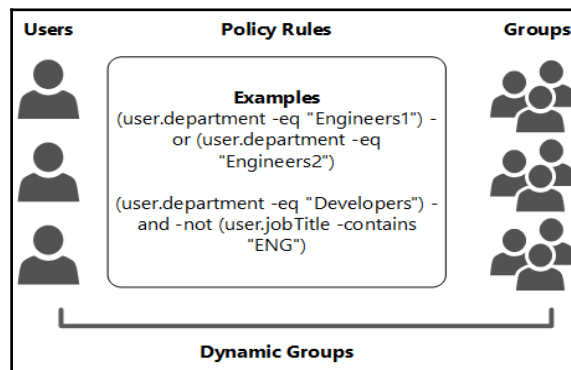 Users
Policy Rules
Groups
Examples
(user.department -eq "Engineers1") -
or (user.department -eq
"Engineers2")
(user.department -eq "Developers") -
and -not (user.jobTitle -contains
"ENG")
Dynamic Groups